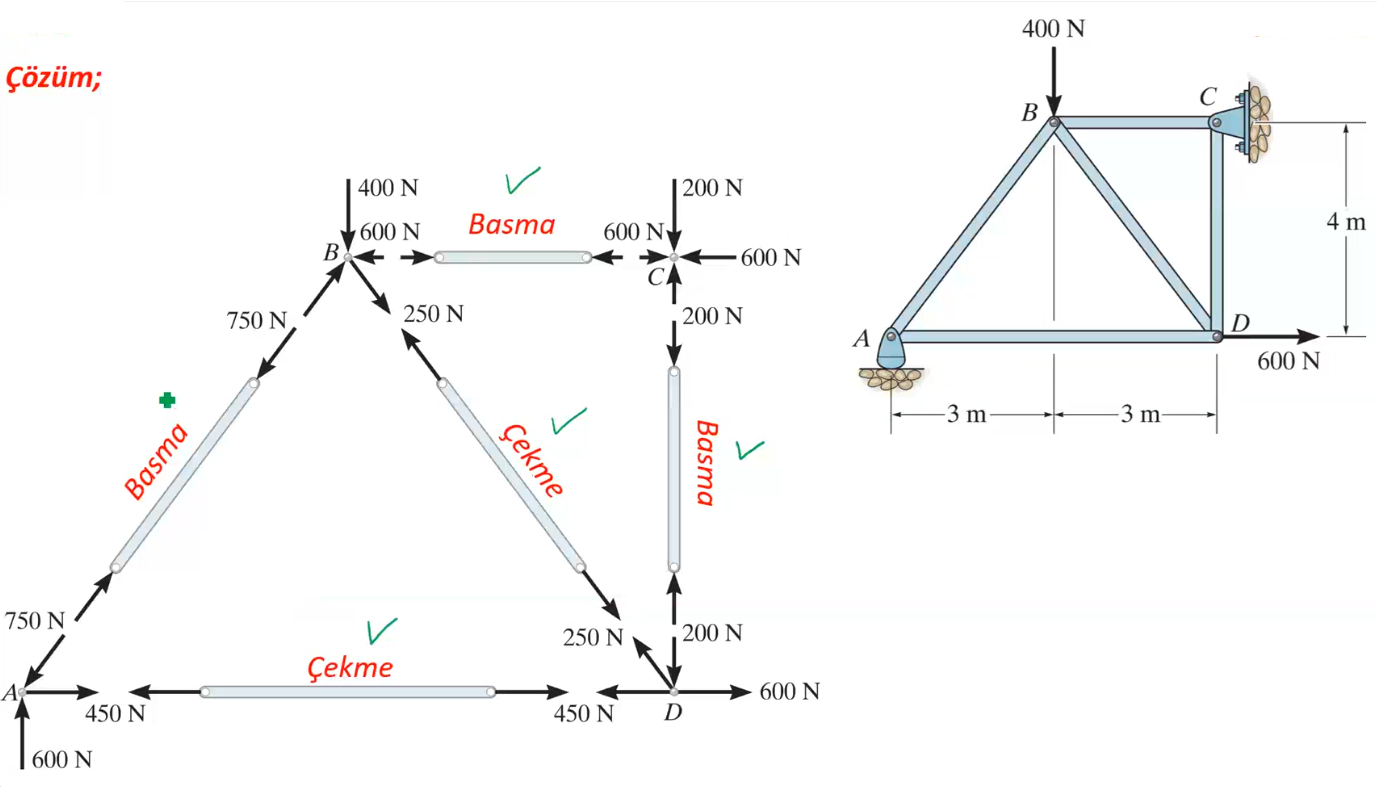 Çözüm;
400 N
B
C
4 m
A
D
600 N
3 m
3 m
400 N
Basma
200 N
B
600 N
600 N
C
600 N
750 N
250 N
200 N
Basma
Çekme
Basma
750 N
250 N
200 N
Çekme
A
450 N
450 N
D
600 N
600 N